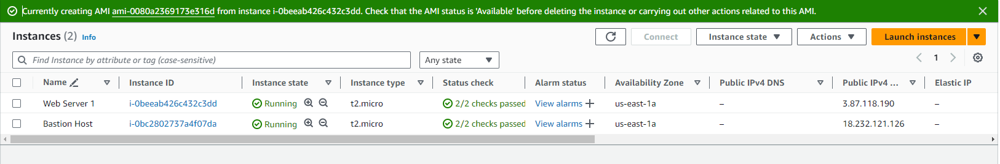 Currently creating AMI ami-0080a2369173e316d from instance i-0beeab426c432c3dd. Check that the AMI status is 'Available' before deleting the instance or carrying out other actions related to this AMI.
Instances (2) Info Connect Instance state Actions Launch instances
Find Instance by attribute or tag (case-sensitive) Any state 1
Name Instance ID Instance state Instance type Status check Alarm status Availability Zone Public IPv4 DNS Public IPv4 ... Elastic IP
Web Server 1 i-0beeab426c432c3dd Running t2.micro 2/2 checks passed View alarms + us-east-1a – 3.87.118.190 –
Bastion Host i-0bc2802737a4f07da Running t2.micro 2/2 checks passed View alarms + us-east-1a – 18.232.121.126 –